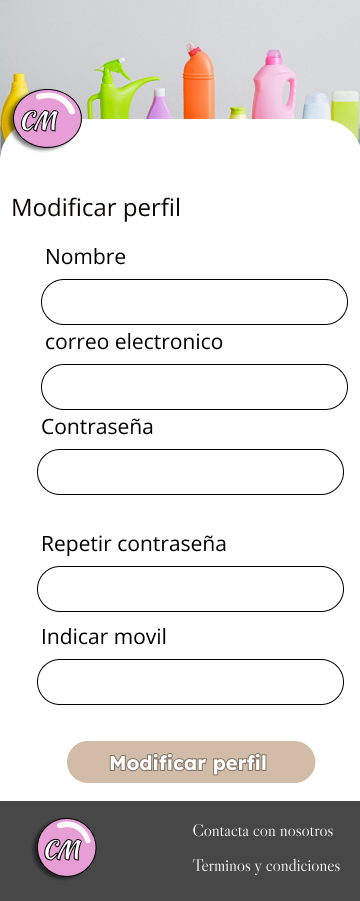 CM
Modificar perfil
Nombre
correo electronico
Contraseña
Repetir contraseña
Indicar movil
Modificar perfil
CM
Contacta con nosotros
Terminos y condiciones